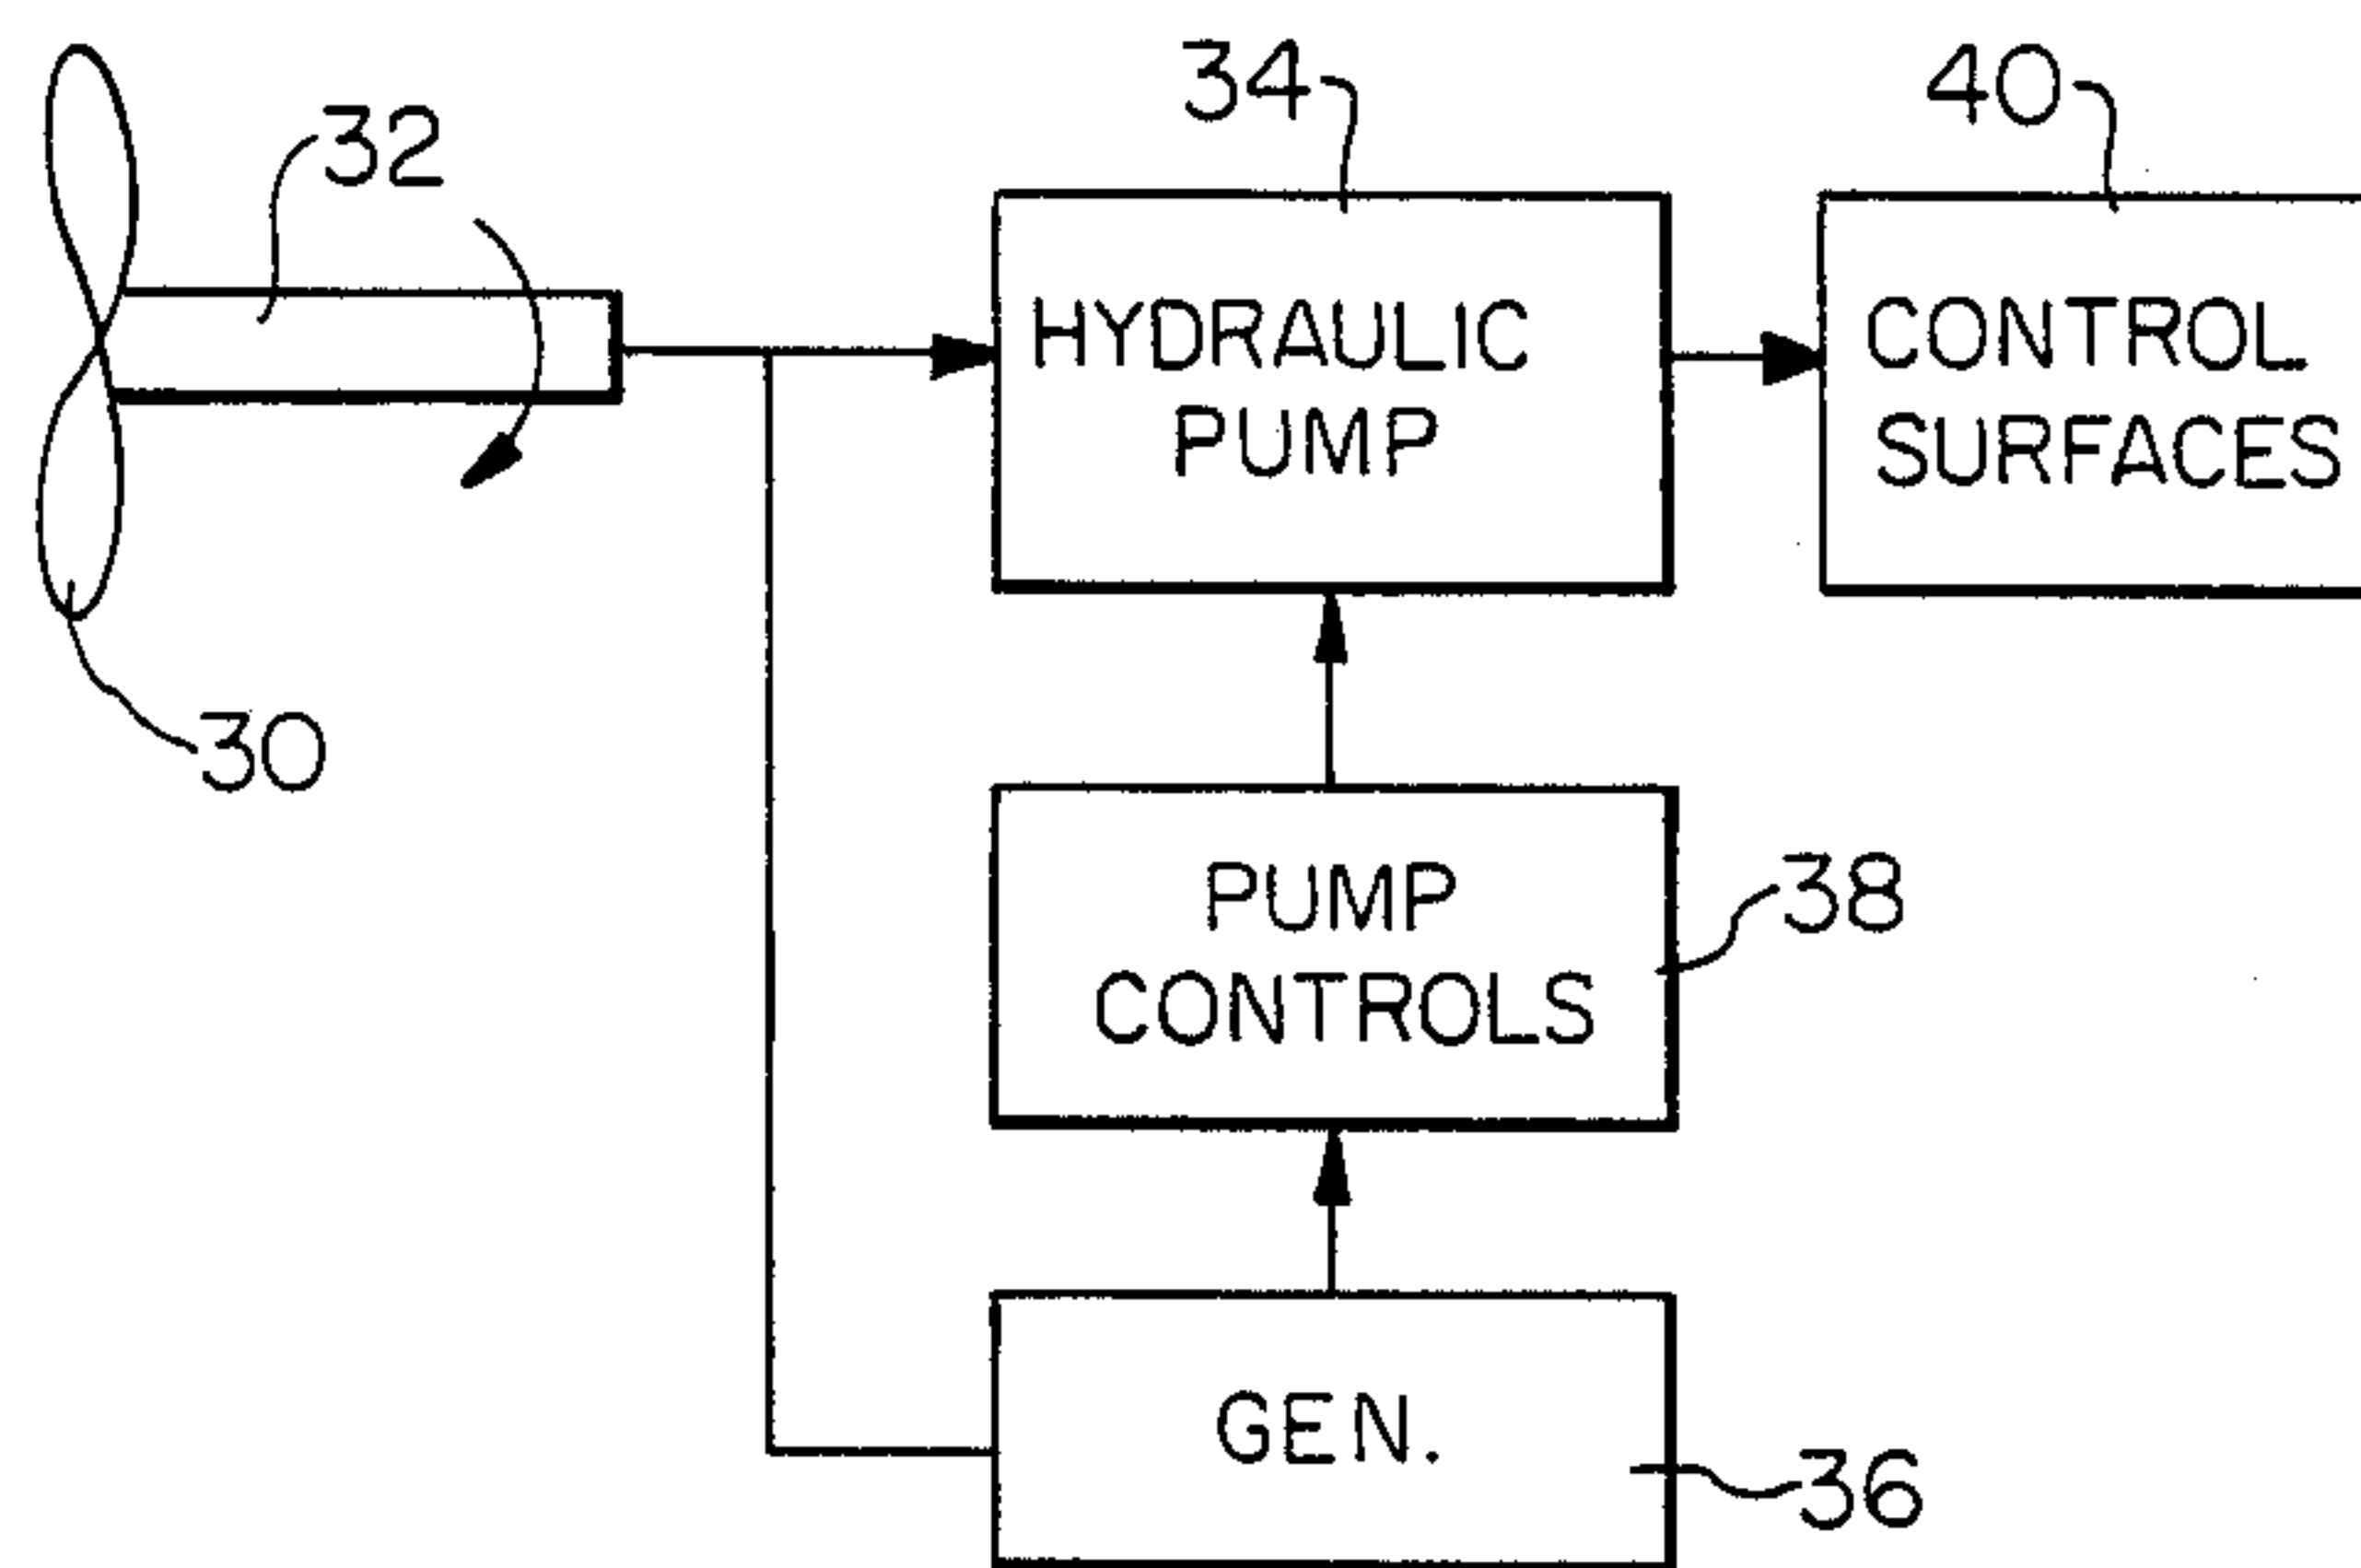 34
40
32
HYDRAULIC
PUMP
CONTROL
SURFACES
30
PUMP
CONTROLS
38
GEN.
36